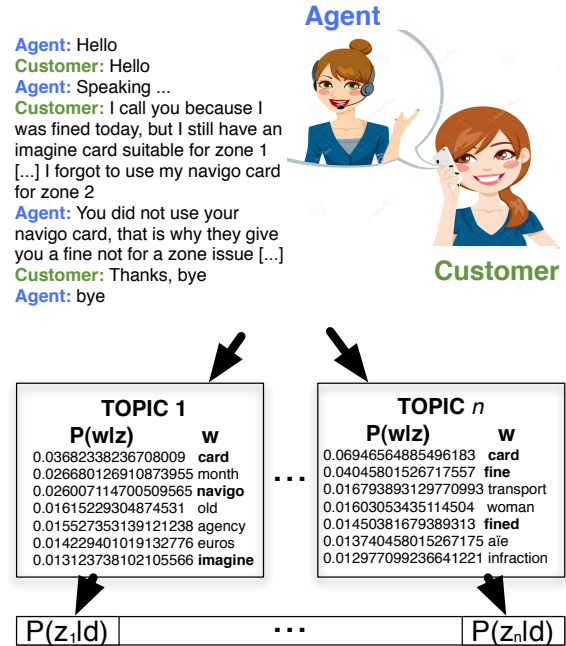 Agent
Agent: Hello
Customer: Hello
Agent: Speaking ...
Customer: I call you because I
was fined today, but I still have an
imagine card suitable for zone 1
[...] I forgot to use my navigo card
for zone 2
Agent: You did not use your
navigo card, that is why they give
you a fine not for a zone issue [...]
Customer: Thanks, bye
Agent: bye
Customer
TOPIC 1
P(w|z) w
0.03682338236708009 card
0.026680126910873955 month
0.026007114700509565 navigo
0.01615229304874531 old
0.015527353139121238 agency
0.014229401019132776 euros
0.013123738102105566 imagine
...
TOPIC n
P(w|z) w
0.06946564885496183 card
0.04045801526717557 fine
0.016793893129770993 transport
0.01603053435114504 woman
0.01450381679389313 fined
0.013740458015267175 aïe
0.012977099236641221 infraction
P(z₁|d) ... P(zₙ|d)